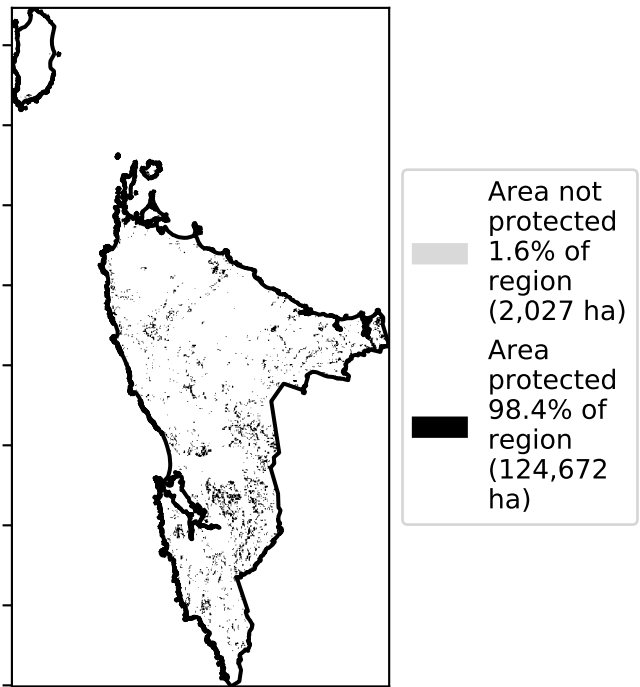 Area not
protected
1.6% of
region
(2,027 ha)
Area
protected
98.4% of
region
(124,672
ha)